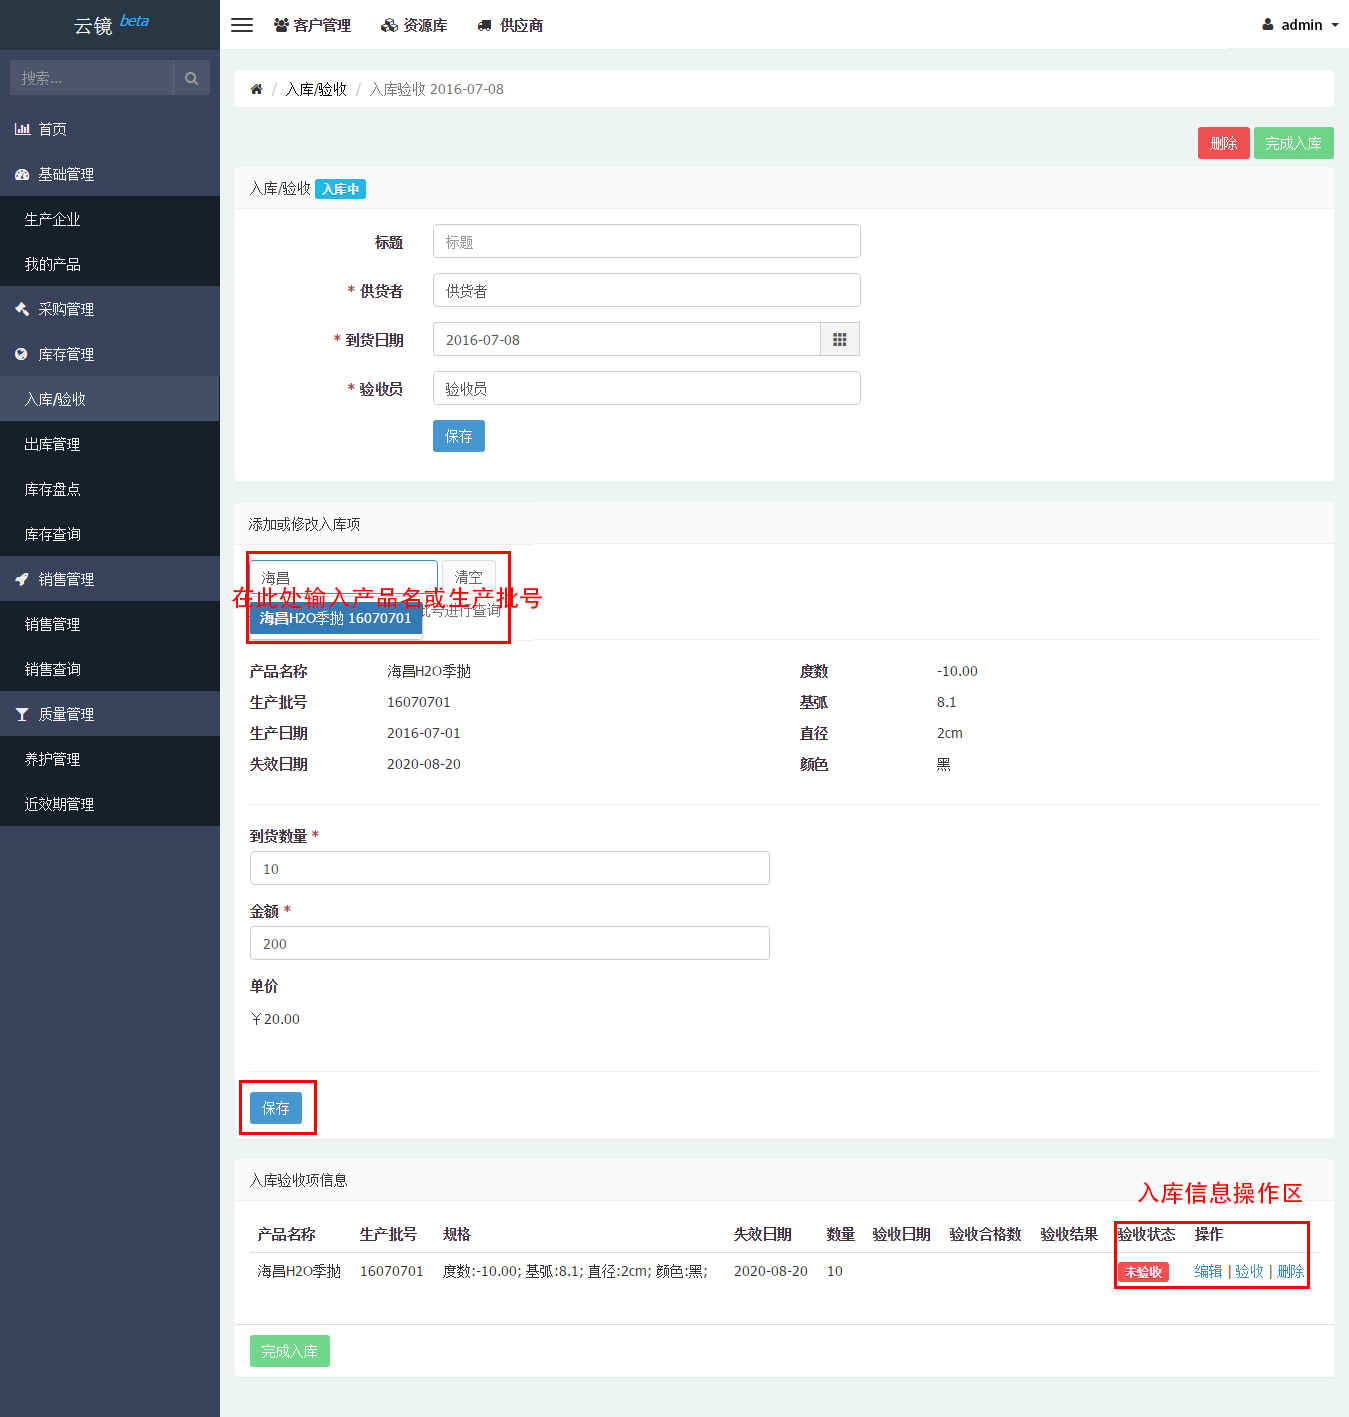 云镜 beta
客户管理 资源库 供应商 admin
搜索...
首页
基础管理
生产企业
我的产品
采购管理
库存管理
入库/验收
出库管理
库存盘点
库存查询
销售管理
销售管理
销售查询
质量管理
养护管理
近效期管理
/ 入库/验收 / 入库验收 2016-07-08
删除 完成入库
入库/验收 入库中
标题 标题
* 供货者 供货者
* 到货日期 2016-07-08
* 验收员 验收员
保存
添加或修改入库项
海昌 清空
在此处输入产品名或生产批号
批号进行查询
海昌H2O季抛 16070701
产品名称 海昌H2O季抛 度数 -10.00
生产批号 16070701 基弧 8.1
生产日期 2016-07-01 直径 2cm
失效日期 2020-08-20 颜色 黑
到货数量 *
10
金额 *
200
单价
￥20.00
保存
入库验收项信息
入库信息操作区
产品名称 生产批号 规格 失效日期 数量 验收日期 验收合格数 验收结果 验收状态 操作
海昌H2O季抛 16070701 度数:-10.00; 基弧:8.1; 直径:2cm; 颜色:黑; 2020-08-20 10 未验收 编辑 | 验收 | 删除
完成入库